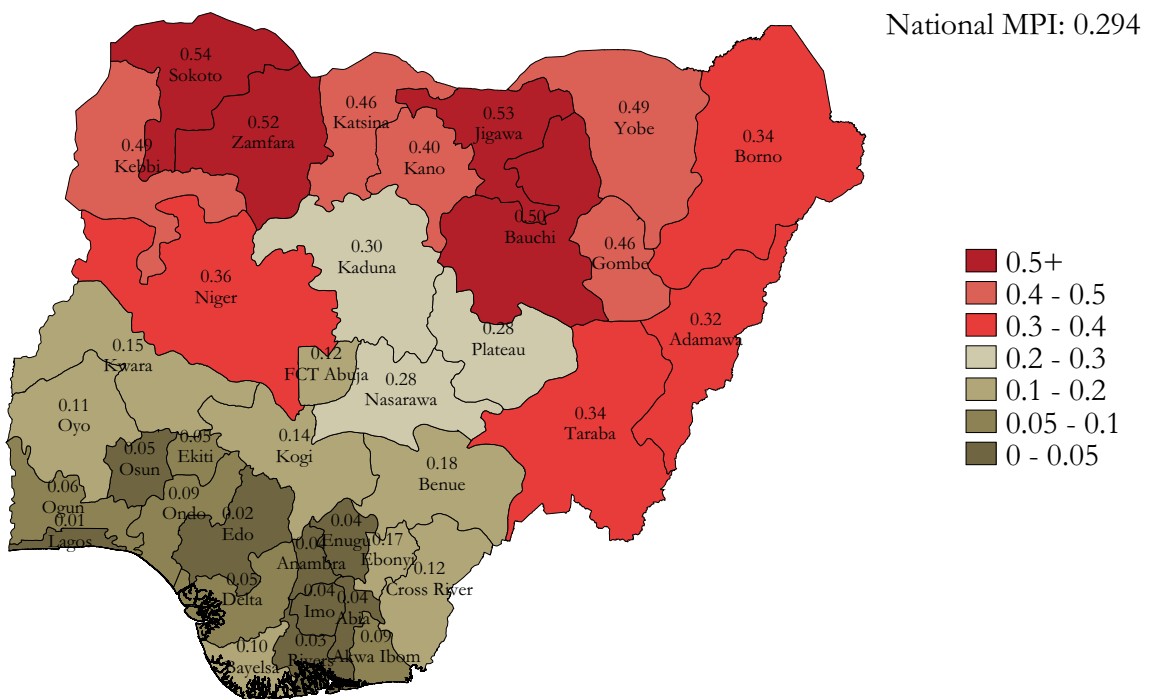 National MPI: 0.294
0.54
Sokoto
0.52
Zamfara
0.49
Kebbi
0.46
Katsina
0.40
Kano
0.53
Jigawa
0.49
Yobe
0.34
Borno
0.50
Bauchi
0.46
Gombe
0.30
Kaduna
0.36
Niger
0.32
Adamawa
0.28
Plateau
0.12
FCT Abuja
0.28
Nasarawa
0.34
Taraba
0.15
Kwara
0.11
Oyo
0.14
Kogi
0.18
Benue
0.05
Osun
0.05
Ekiti
0.06
Ogun
0.09
Ondo
0.01
Lagos
0.02
Edo
0.04
Enugu
0.04
Anambra
0.17
Ebonyi
0.12
Cross River
0.05
Delta
0.04
Imo
0.04
Abia
0.10
Bayelsa
0.03
Rivers
0.09
Akwa Ibom
0.5+
0.4 - 0.5
0.3 - 0.4
0.2 - 0.3
0.1 - 0.2
0.05 - 0.1
0 - 0.05